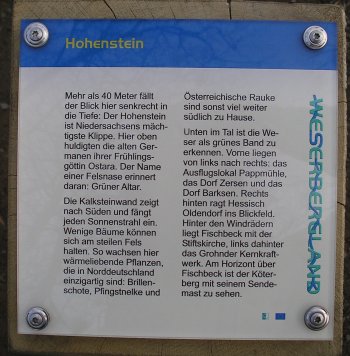 Hohenstein
Mehr als 40 Meter fällt
der Blick hier senkrecht in
die Tiefe: Der Hohenstein
ist Niedersachsens mäch-
tigste Klippe. Hier oben
huldigten die alten Ger-
manen ihrer Frühlings-
göttin Ostara. Der Name
einer Felsnase erinnert
daran: Grüner Altar.
Die Kalksteinwand zeigt
nach Süden und fängt
jeden Sonnenstrahl ein.
Wenige Bäume können
sich am steilen Fels
halten. So wachsen hier
wärmeliebende Pflanzen,
die in Norddeutschland
einzigartig sind: Brillen-
schote, Pfingstnelke und
Österreichische Rauke
sind sonst viel weiter
südlich zu Hause.
Unten im Tal ist die We-
ser als grünes Band zu
erkennen. Vorne liegen
von links nach rechts: das
Ausflugslokal Pappmühle,
das Dorf Zersen und das
Dorf Barksen. Rechts
hinten ragt Hessisch
Oldendorf ins Blickfeld.
Hinter den Windrädern
liegt Fischbeck mit der
Stiftskirche, links dahinter
das Grohnder Kernkraft-
werk. Am Horizont über
Fischbeck ist der Köter-
berg mit seinem Sende-
mast zu sehen.
WESERBERGLAND